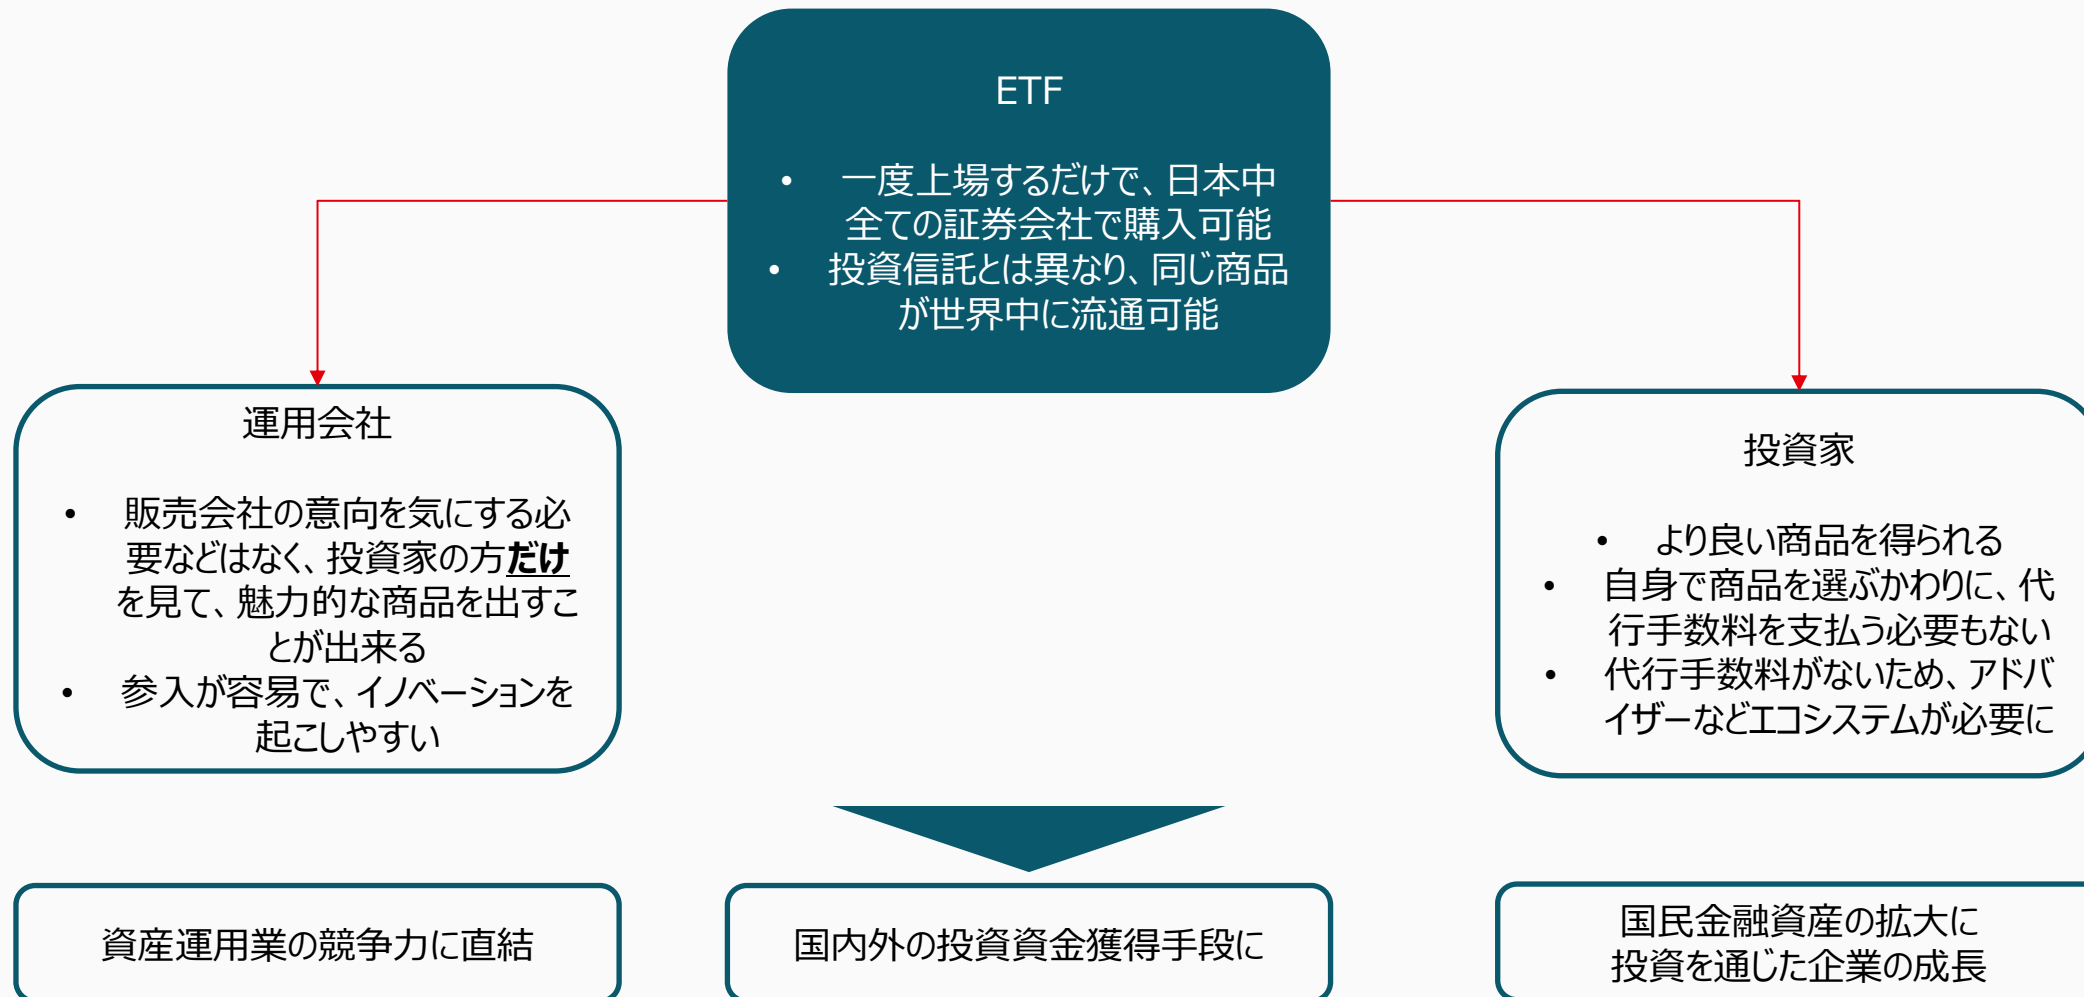 ETF
• 一度上場するだけで、日本中
全ての証券会社で購入可能
• 投資信託とは異なり、同じ商品
が世界中に流通可能
運用会社
• 販売会社の意向を気にする必
要などはなく、投資家の方だけ
を見て、魅力的な商品を出すこ
とが出来る
• 参入が容易で、イノベーションを
起こしやすい
投資家
• より良い商品を得られる
• 自身で商品を選ぶかわりに、代
行手数料を支払う必要もない
• 代行手数料がないため、アドバ
イザーなどエコシステムが必要に
資産運用業の競争力に直結
国内外の投資資金獲得手段に
国民金融資産の拡大に
投資を通じた企業の成長